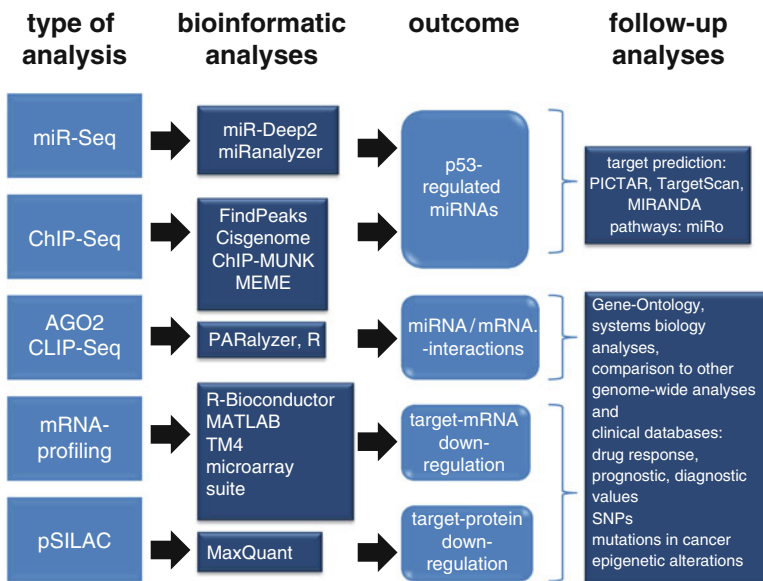 type of
analysis
bioinformatic
analyses
outcome
follow-up
analyses
miR-Seq
miR-Deep2
miRanalyzer
p53-
regulated
miRNAs
target prediction:
PICTAR, TargetScan,
MIRANDA
pathways: miRo
ChIP-Seq
FindPeaks
Cisgenome
ChIP-MUNK
MEME
AGO2
CLIP-Seq
PARalyzer, R
miRNA/mRNA.
-interactions
Gene-Ontology,
systems biology
analyses,
comparison to other
genome-wide analyses
and
clinical databases:
drug response,
prognostic, diagnostic
values
SNPs
mutations in cancer
epigenetic alterations
mRNA-
profiling
R-Bioconductor
MATLAB
TM4
microarray
suite
target-mRNA
down-
regulation
pSILAC
MaxQuant
target-protein
down-
regulation